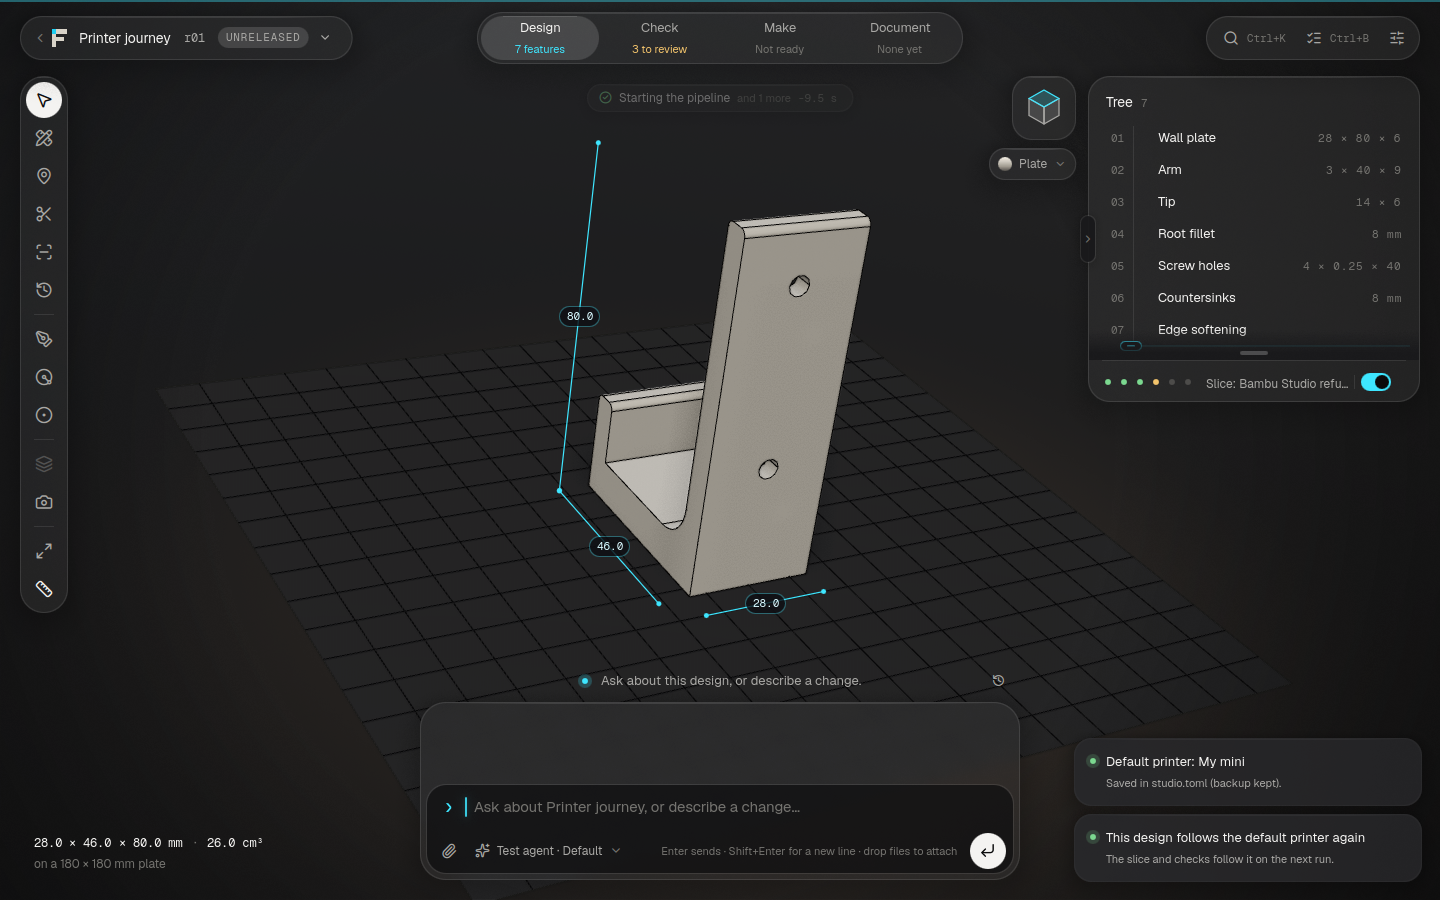 Printer journey r01 UNRELEASED
Design
7 features
Check
3 to review
Make
Not ready
Document
None yet
Ctrl+K Ctrl+B
Starting the pipeline and 1 more -9.5 s
Plate
Tree 7
01 Wall plate 28 × 80 × 6
02 Arm 3 × 40 × 9
03 Tip 14 × 6
04 Root fillet 8 mm
05 Screw holes 4 × 0.25 × 40
06 Countersinks 8 mm
07 Edge softening
Slice: Bambu Studio refu…
80.0
46.0
28.0
Ask about this design, or describe a change.
Ask about Printer journey, or describe a change…
Test agent · Default
Enter sends · Shift+Enter for a new line · drop files to attach
28.0 × 46.0 × 80.0 mm · 26.0 cm³
on a 180 × 180 mm plate
Default printer: My mini
Saved in studio.toml (backup kept).
This design follows the default printer again
The slice and checks follow it on the next run.